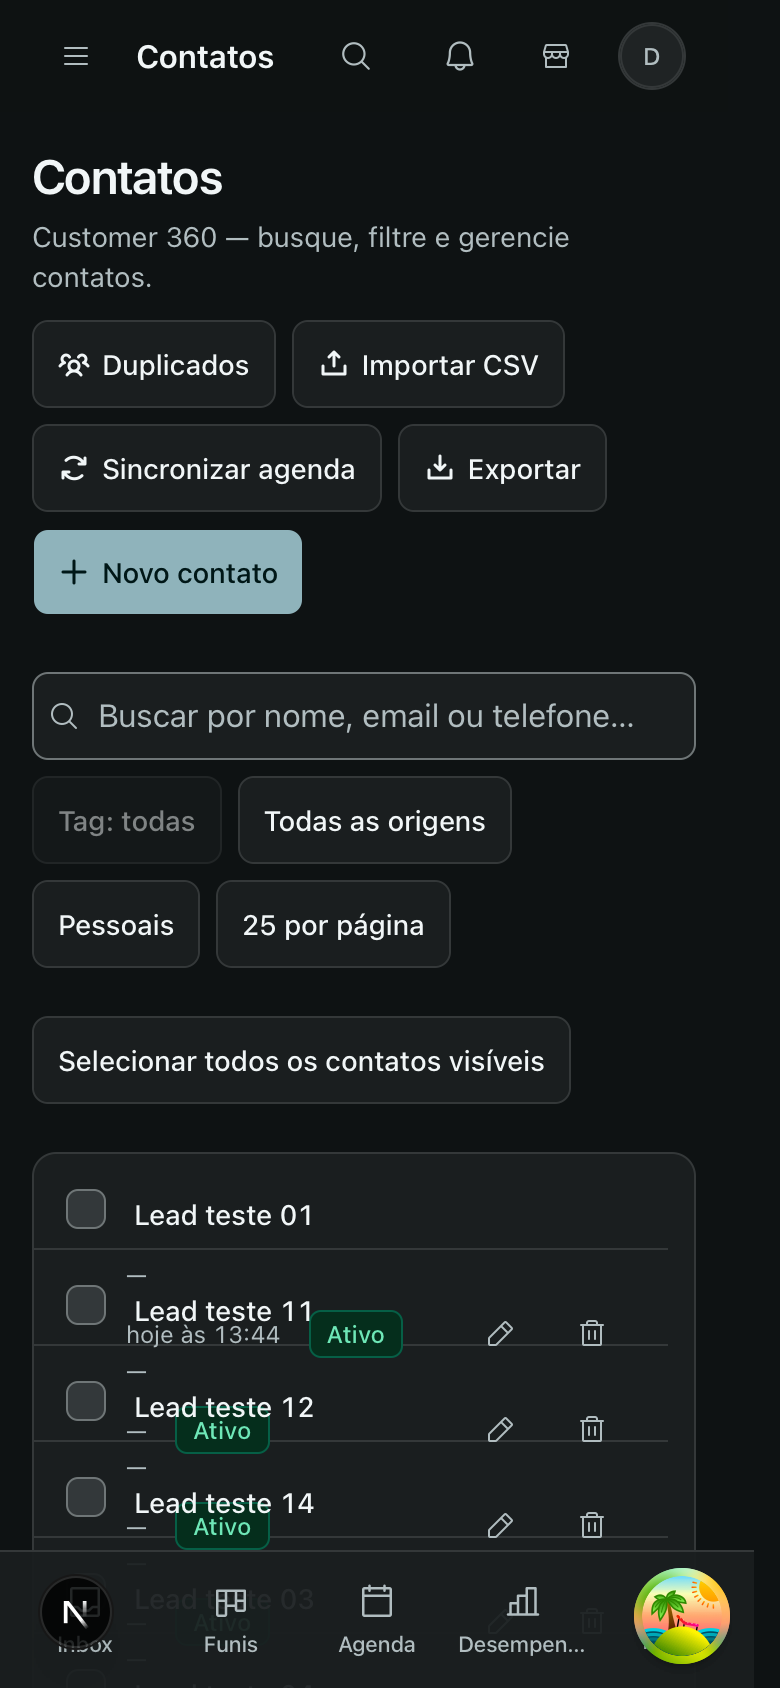 Contatos
D
Contatos
Customer 360 — busque, filtre e gerencie
contatos.
Duplicados
Importar CSV
Sincronizar agenda
Exportar
Novo contato
Buscar por nome, email ou telefone...
Tag: todas
Todas as origens
Pessoais
25 por página
Selecionar todos os contatos visíveis
Lead teste 01
—
Lead teste 11
hoje às 13:44
Ativo
—
Lead teste 12
—
Ativo
—
Lead teste 14
—
Ativo
—
Lead teste 03
—
Ativo
—
N
Inbox
Funis
Agenda
Desempen...